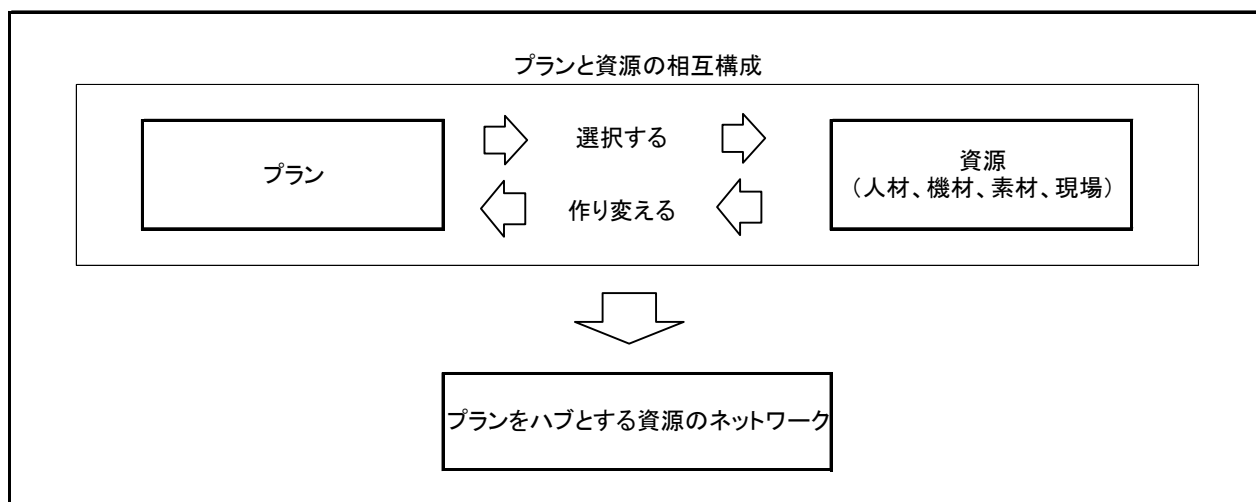 プランと資源の相互構成
プラン
選択する
作り変える
資源
（人材、機材、素材、現場）
プランをハブとする資源のネットワーク